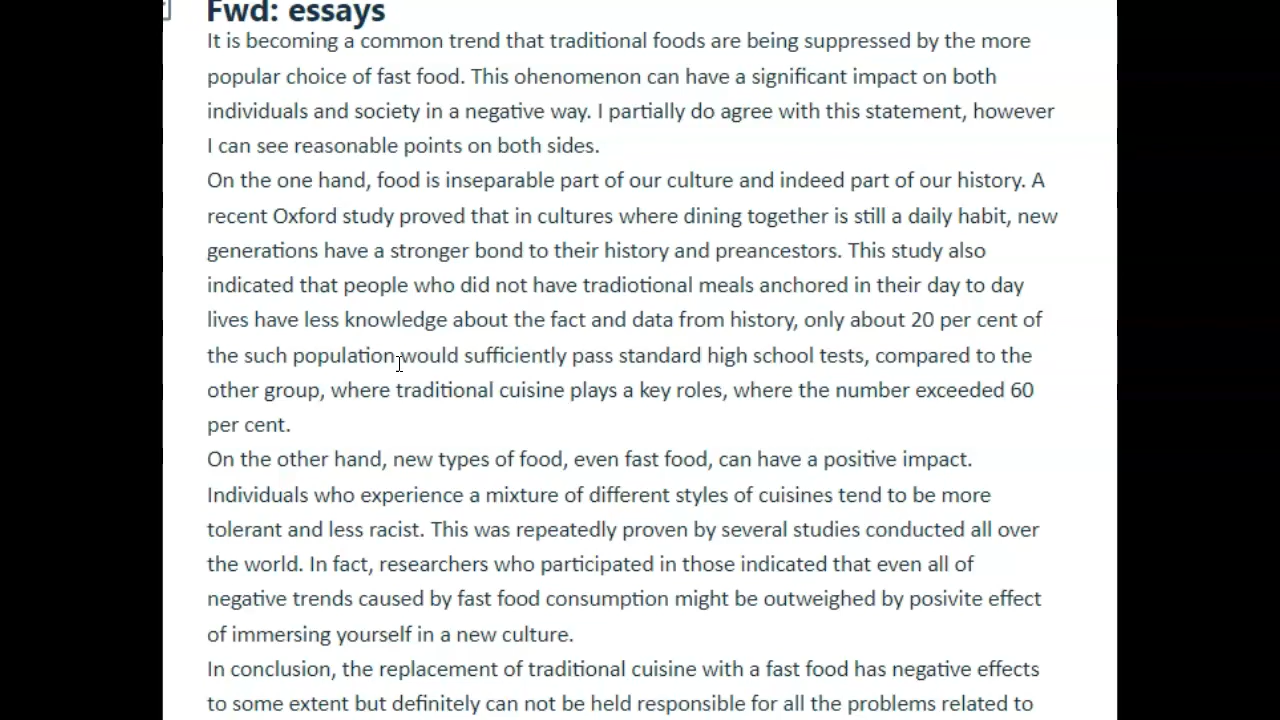 Fwd: essays
It is becoming a common trend that traditional foods are being suppressed by the more
popular choice of fast food. This ohenomenon can have a significant impact on both
individuals and society in a negative way. I partially do agree with this statement, however
I can see reasonable points on both sides.
On the one hand, food is inseparable part of our culture and indeed part of our history. A
recent Oxford study proved that in cultures where dining together is still a daily habit, new
generations have a stronger bond to their history and preancestors. This study also
indicated that people who did not have tradiotional meals anchored in their day to day
lives have less knowledge about the fact and data from history, only about 20 per cent of
the such population would sufficiently pass standard high school tests, compared to the
other group, where traditional cuisine plays a key roles, where the number exceeded 60
per cent.
On the other hand, new types of food, even fast food, can have a positive impact.
Individuals who experience a mixture of different styles of cuisines tend to be more
tolerant and less racist. This was repeatedly proven by several studies conducted all over
the world. In fact, researchers who participated in those indicated that even all of
negative trends caused by fast food consumption might be outweighed by posivite effect
of immersing yourself in a new culture.
In conclusion, the replacement of traditional cuisine with a fast food has negative effects
to some extent but definitely can not be held responsible for all the problems related to